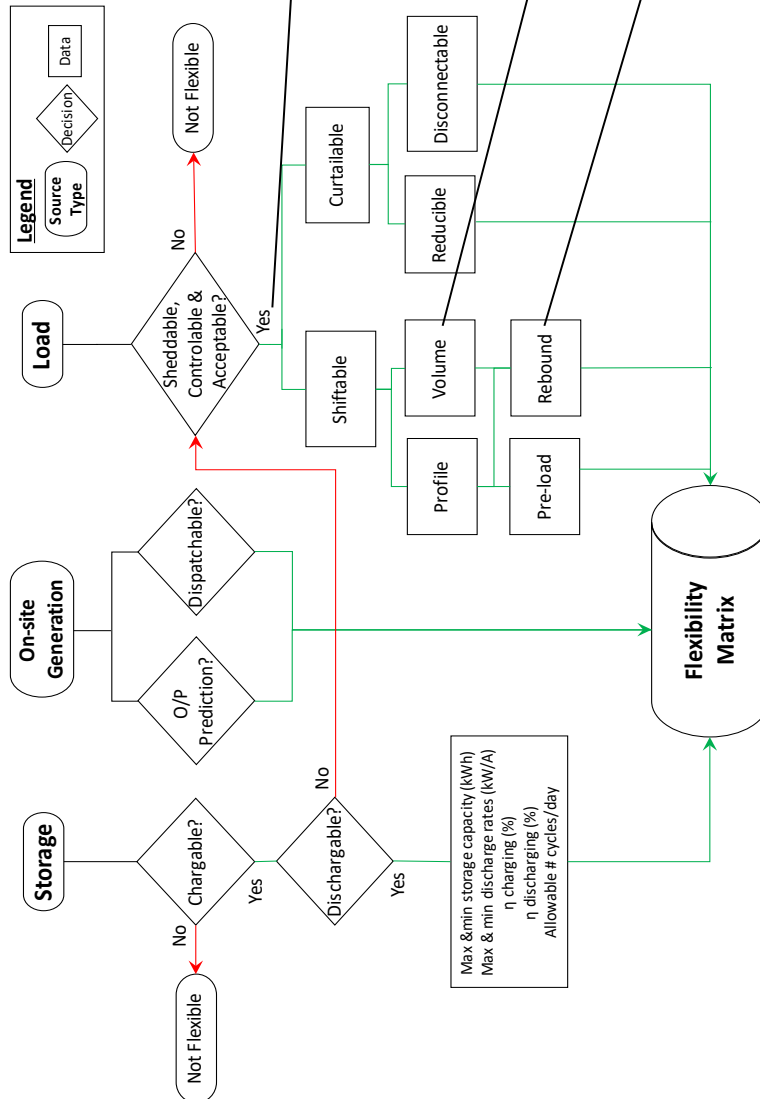 Legend
Source
Type
Decision
Data
Storage
Chargable?
No
Not Flexible
Yes
Dischargable?
No
Yes
Max &min storage capacity (kWh)
Max & min discharge rates (kW/A)
η charging (%)
η discharging (%)
Allowable # cycles/day
On-site
Generation
O/P
Prediction?
Dispatchable?
Load
Sheddable,
Controlable &
Acceptable?
No
Not Flexible
Yes
Shiftable
Curtailable
Profile
Volume
Reducible
Disconnectable
Pre-load
Rebound
Flexibility
Matrix